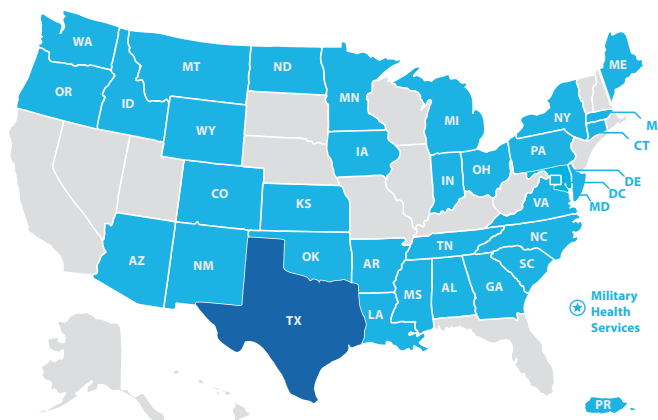 WA
MT
ND
ME
OR
ID
MN
WY
MI
NY
M
CT
IA
PA
IN
OH
CO
KS
DE
DC
MD
VA
AZ
NM
OK
AR
TN
NC
SC
MS
AL
GA
LA
TX
Military
Health
Services
PR